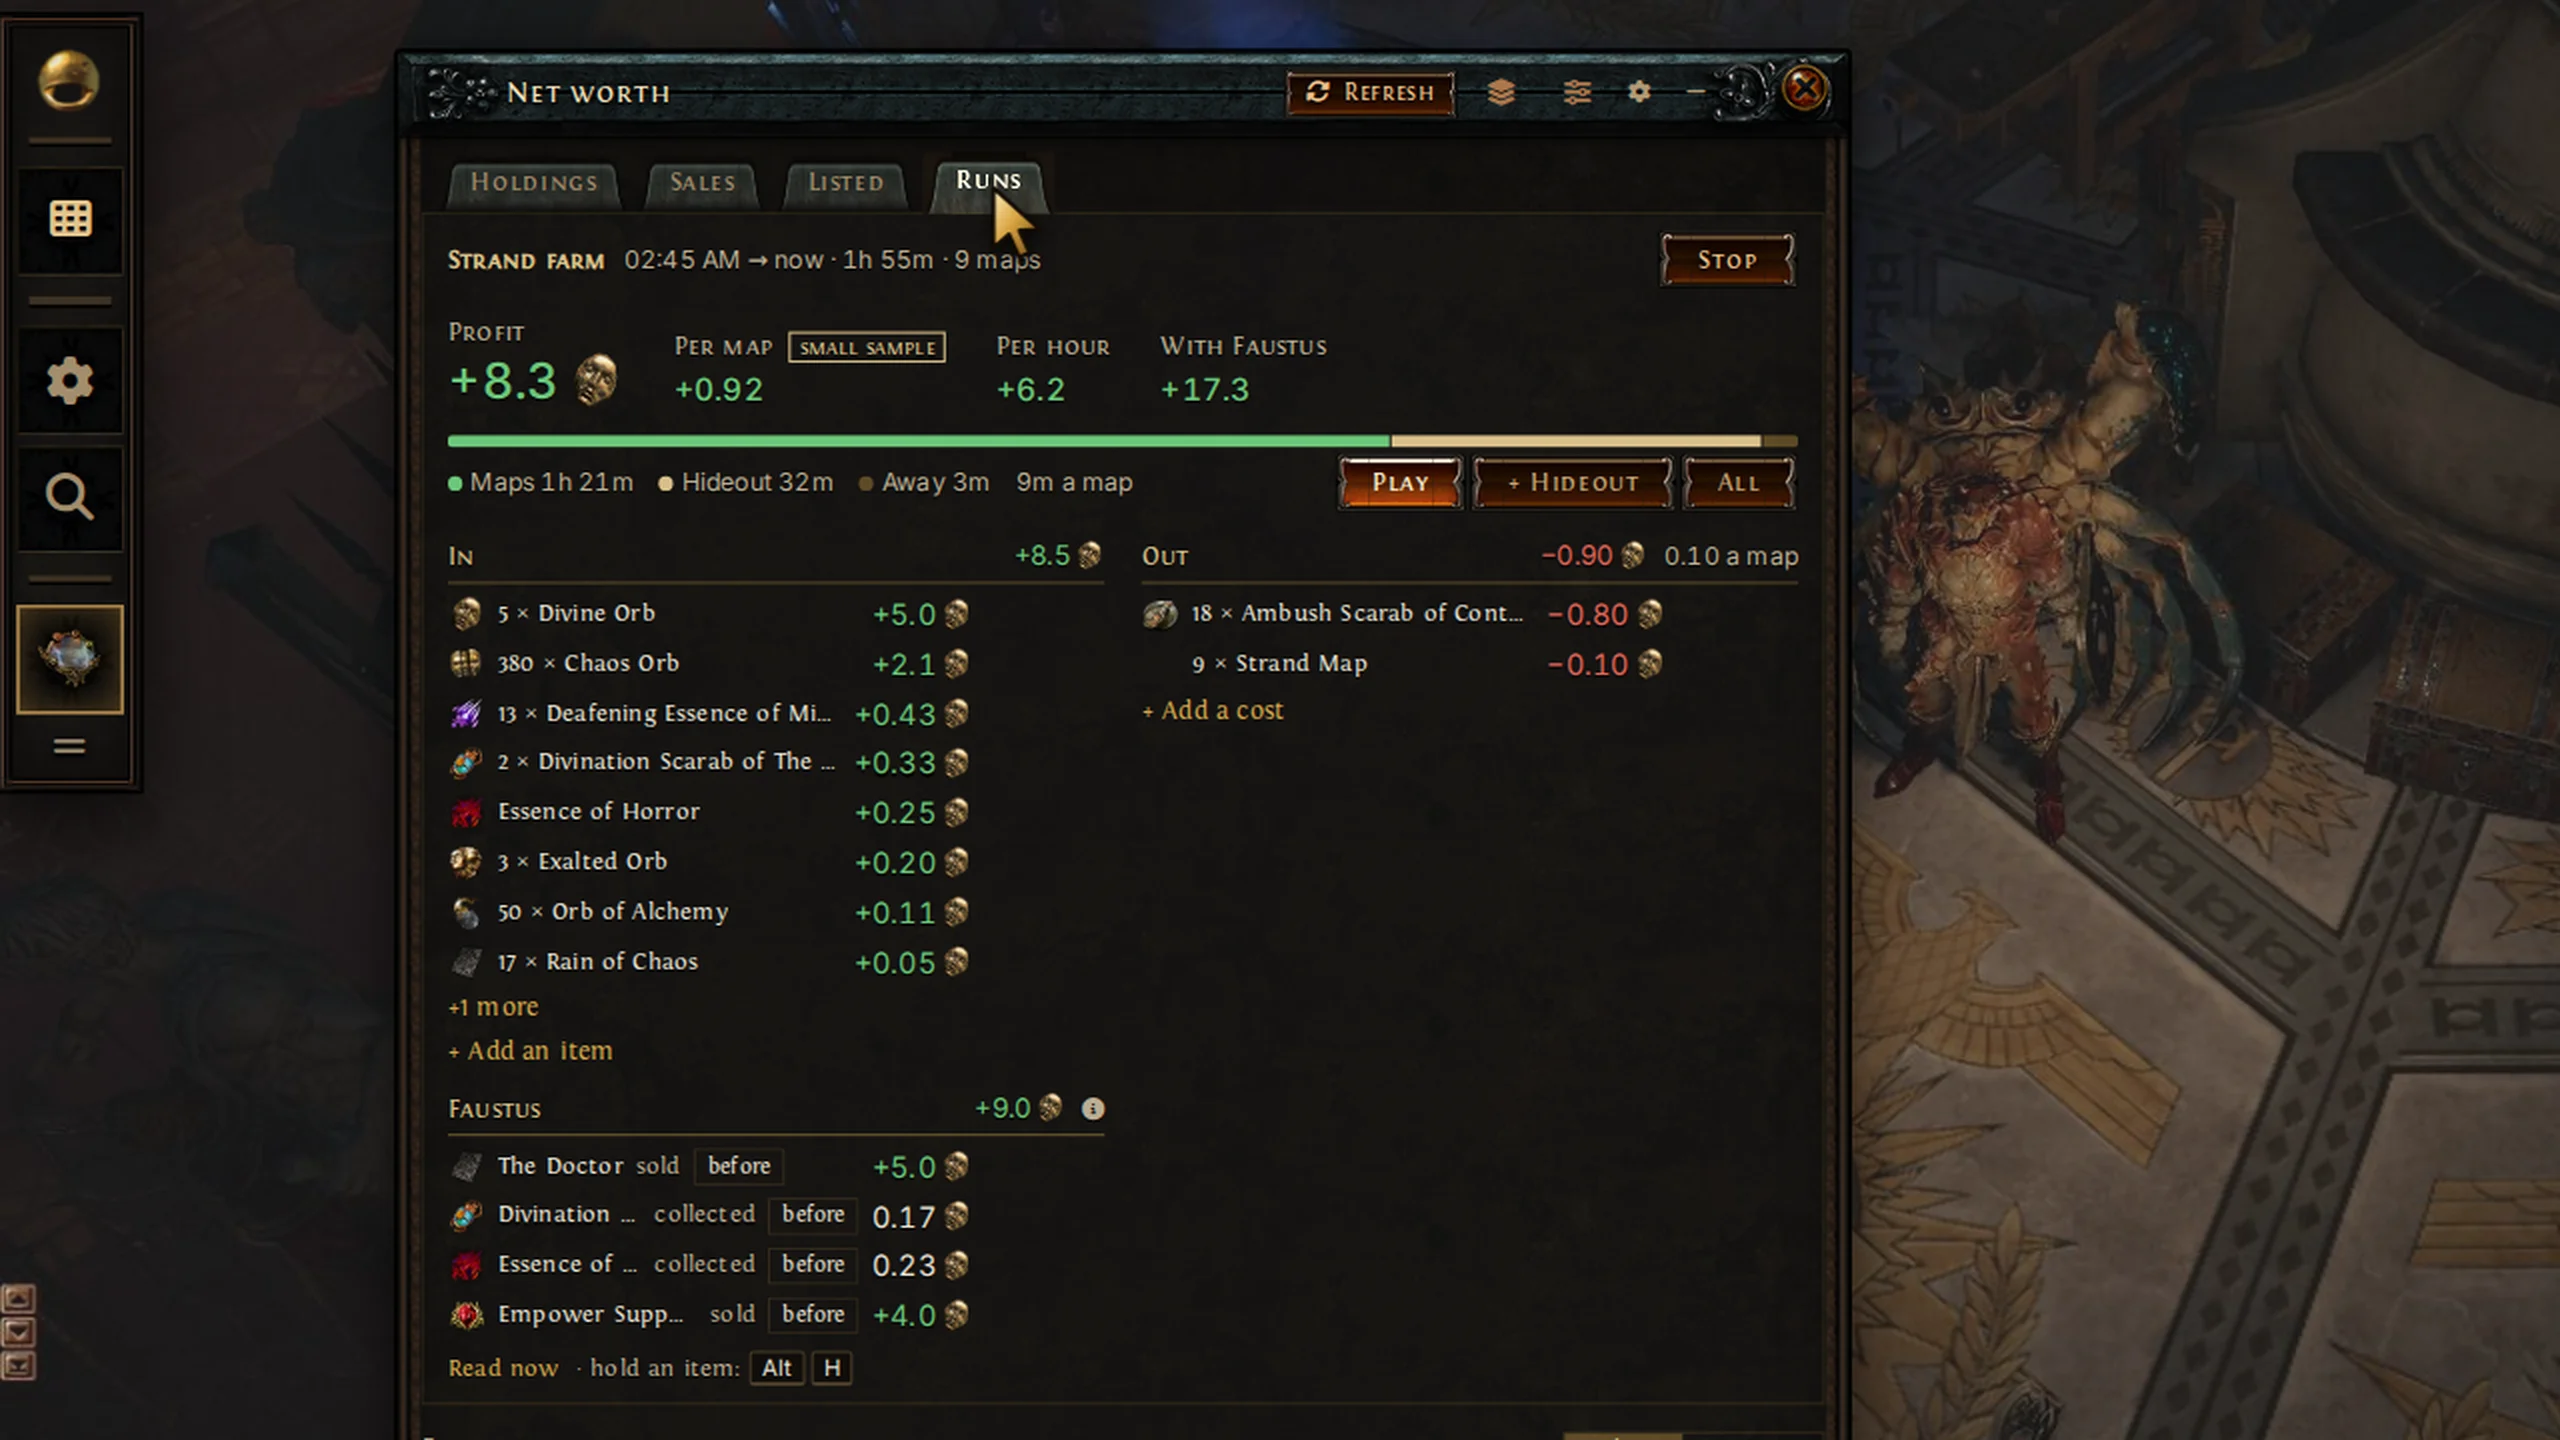 Net worth
Refresh
Holdings
Sales
Listed
Runs
Strand farm 02:45 AM → now · 1h 55m · 9 maps
Stop
Profit
+8.3
Per map small sample
+0.92
Per hour
+6.2
With Faustus
+17.3
Maps 1h 21m Hideout 32m Away 3m 9m a map
Play
+ Hideout
All
In +8.5
5 × Divine Orb +5.0
380 × Chaos Orb +2.1
13 × Deafening Essence of Mi... +0.43
2 × Divination Scarab of The ... +0.33
Essence of Horror +0.25
3 × Exalted Orb +0.20
50 × Orb of Alchemy +0.11
17 × Rain of Chaos +0.05
+1 more
+ Add an item
Out −0.90 0.10 a map
18 × Ambush Scarab of Cont... −0.80
9 × Strand Map −0.10
+ Add a cost
Faustus +9.0
The Doctor sold before +5.0
Divination ... collected before 0.17
Essence of ... collected before 0.23
Empower Supp... sold before +4.0
Read now · hold an item: Alt H